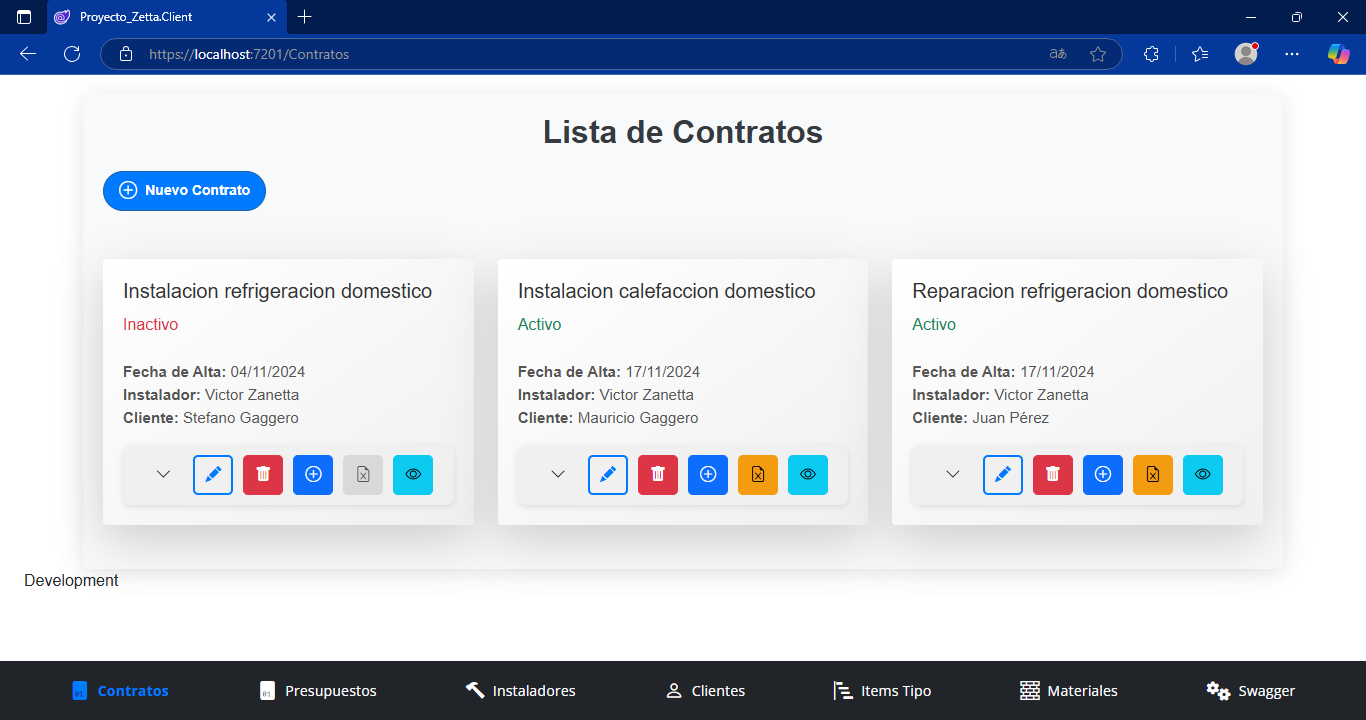 Proyecto_Zetta.Client
https://localhost:7201/Contratos
aあ
Lista de Contratos
Nuevo Contrato
Instalacion refrigeracion domestico
Inactivo
Fecha de Alta: 04/11/2024
Instalador: Victor Zanetta
Cliente: Stefano Gaggero
Instalacion calefaccion domestico
Activo
Fecha de Alta: 17/11/2024
Instalador: Victor Zanetta
Cliente: Mauricio Gaggero
Reparacion refrigeracion domestico
Activo
Fecha de Alta: 17/11/2024
Instalador: Victor Zanetta
Cliente: Juan Pérez
Development
Contratos Presupuestos Instaladores Clientes Items Tipo Materiales Swagger